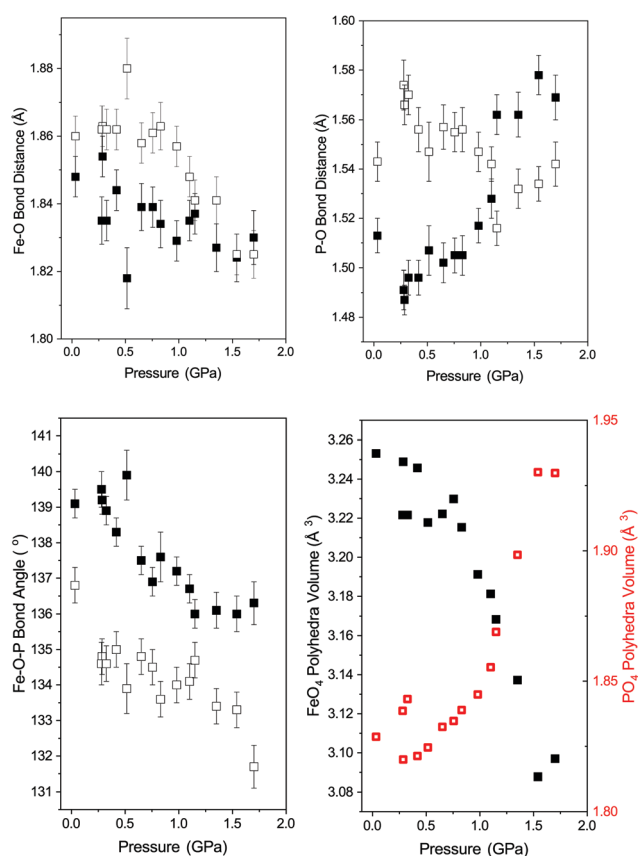 1.88
1.86
1.84
1.82
1.80
Fe-O Bond Distance (Å)
0.0 0.5 1.0 1.5 2.0
Pressure (GPa)
1.60
1.58
1.56
1.54
1.52
1.50
1.48
P-O Bond Distance (Å)
0.0 0.5 1.0 1.5 2.0
Pressure (GPa)
141
140
139
138
137
136
135
134
133
132
131
Fe-O-P Bond Angle ( °)
0.0 0.5 1.0 1.5 2.0
Pressure (GPa)
3.26
3.24
3.22
3.20
3.18
3.16
3.14
3.12
3.10
3.08
FeO₄ Polyhedra Volume (Å ³)
1.95
1.90
1.85
1.80
PO₄ Polyhedra Volume (Å ³)
0.0 0.5 1.0 1.5 2.0
Pressure (GPa)